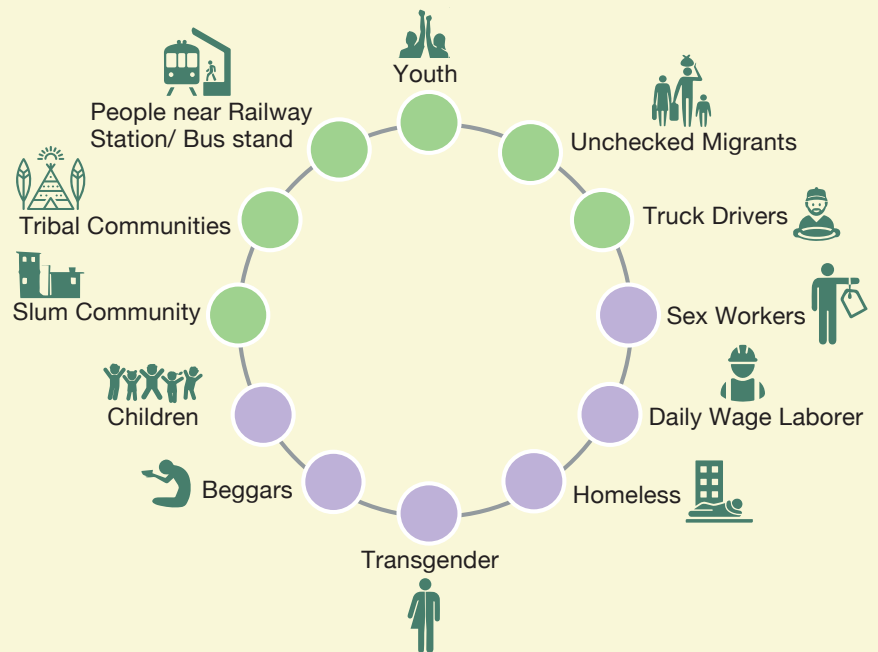 Youth
Unchecked Migrants
Truck Drivers
Sex Workers
Daily Wage Laborer
Homeless
Transgender
Beggars
Children
Slum Community
Tribal Communities
People near Railway
Station/ Bus stand